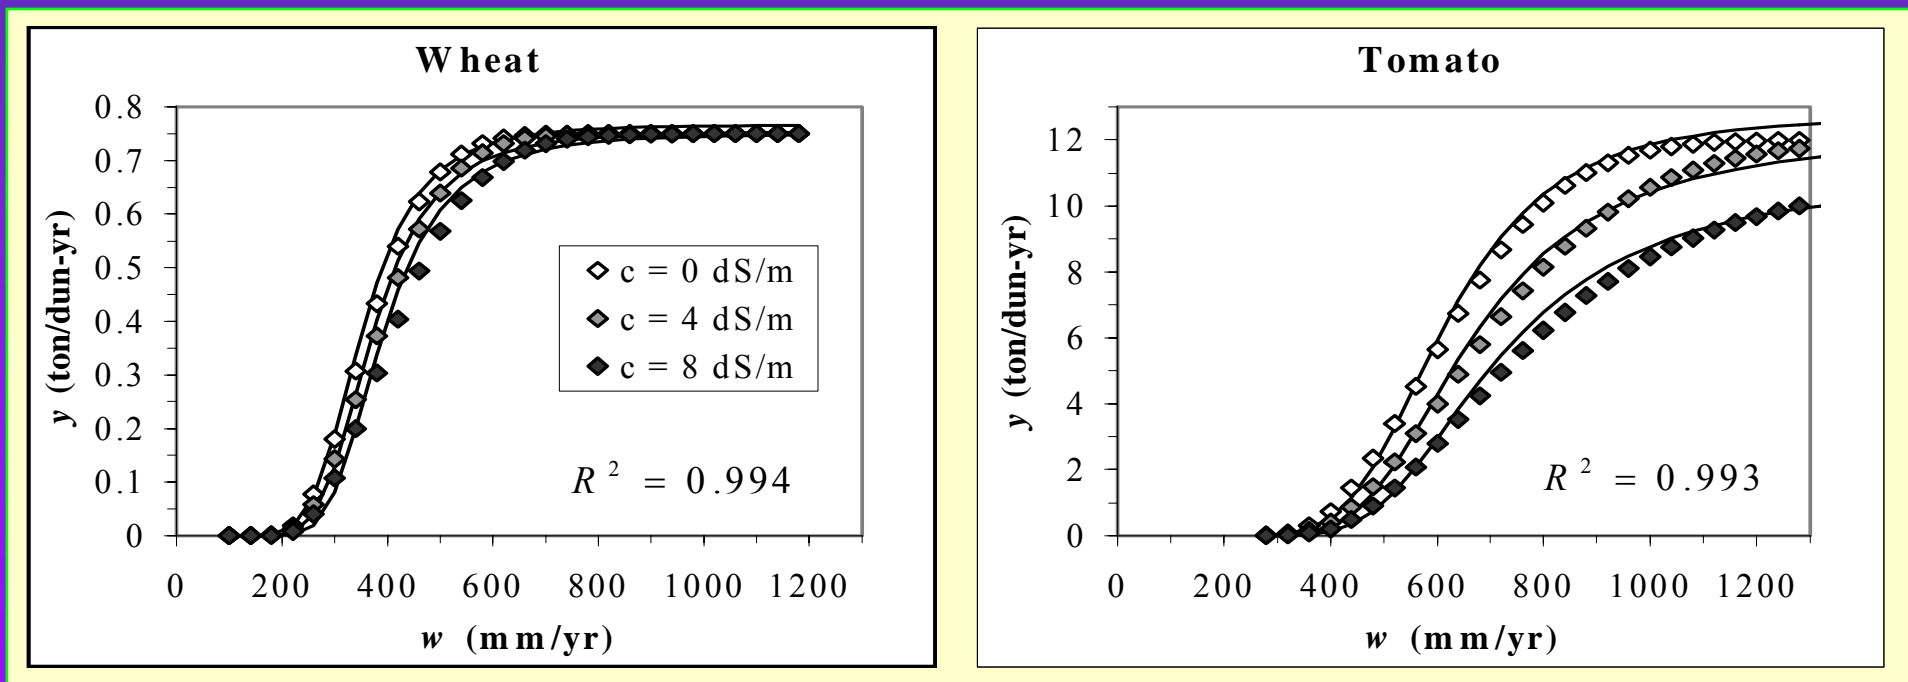 Wheat
0.8
0.7
0.6
0.5
0.4
0.3
0.2
0.1
0
y (ton/dun-yr)
c = 0 dS/m
c = 4 dS/m
c = 8 dS/m
R² = 0.994
0 200 400 600 800 1000 1200
w (mm/yr)
Tomato
12
10
8
6
4
2
0
y (ton/dun-yr)
R² = 0.993
0 200 400 600 800 1000 1200
w (mm/yr)